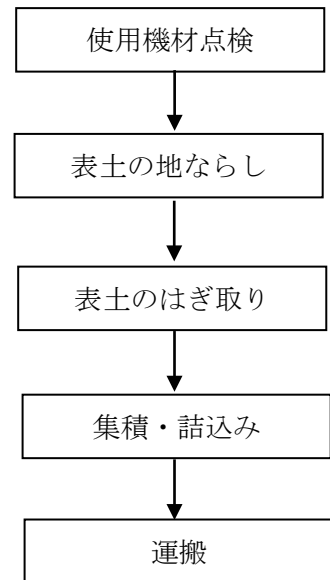 使用機材点検
表土の地ならし
表土のはぎ取り
集積・詰込み
運搬